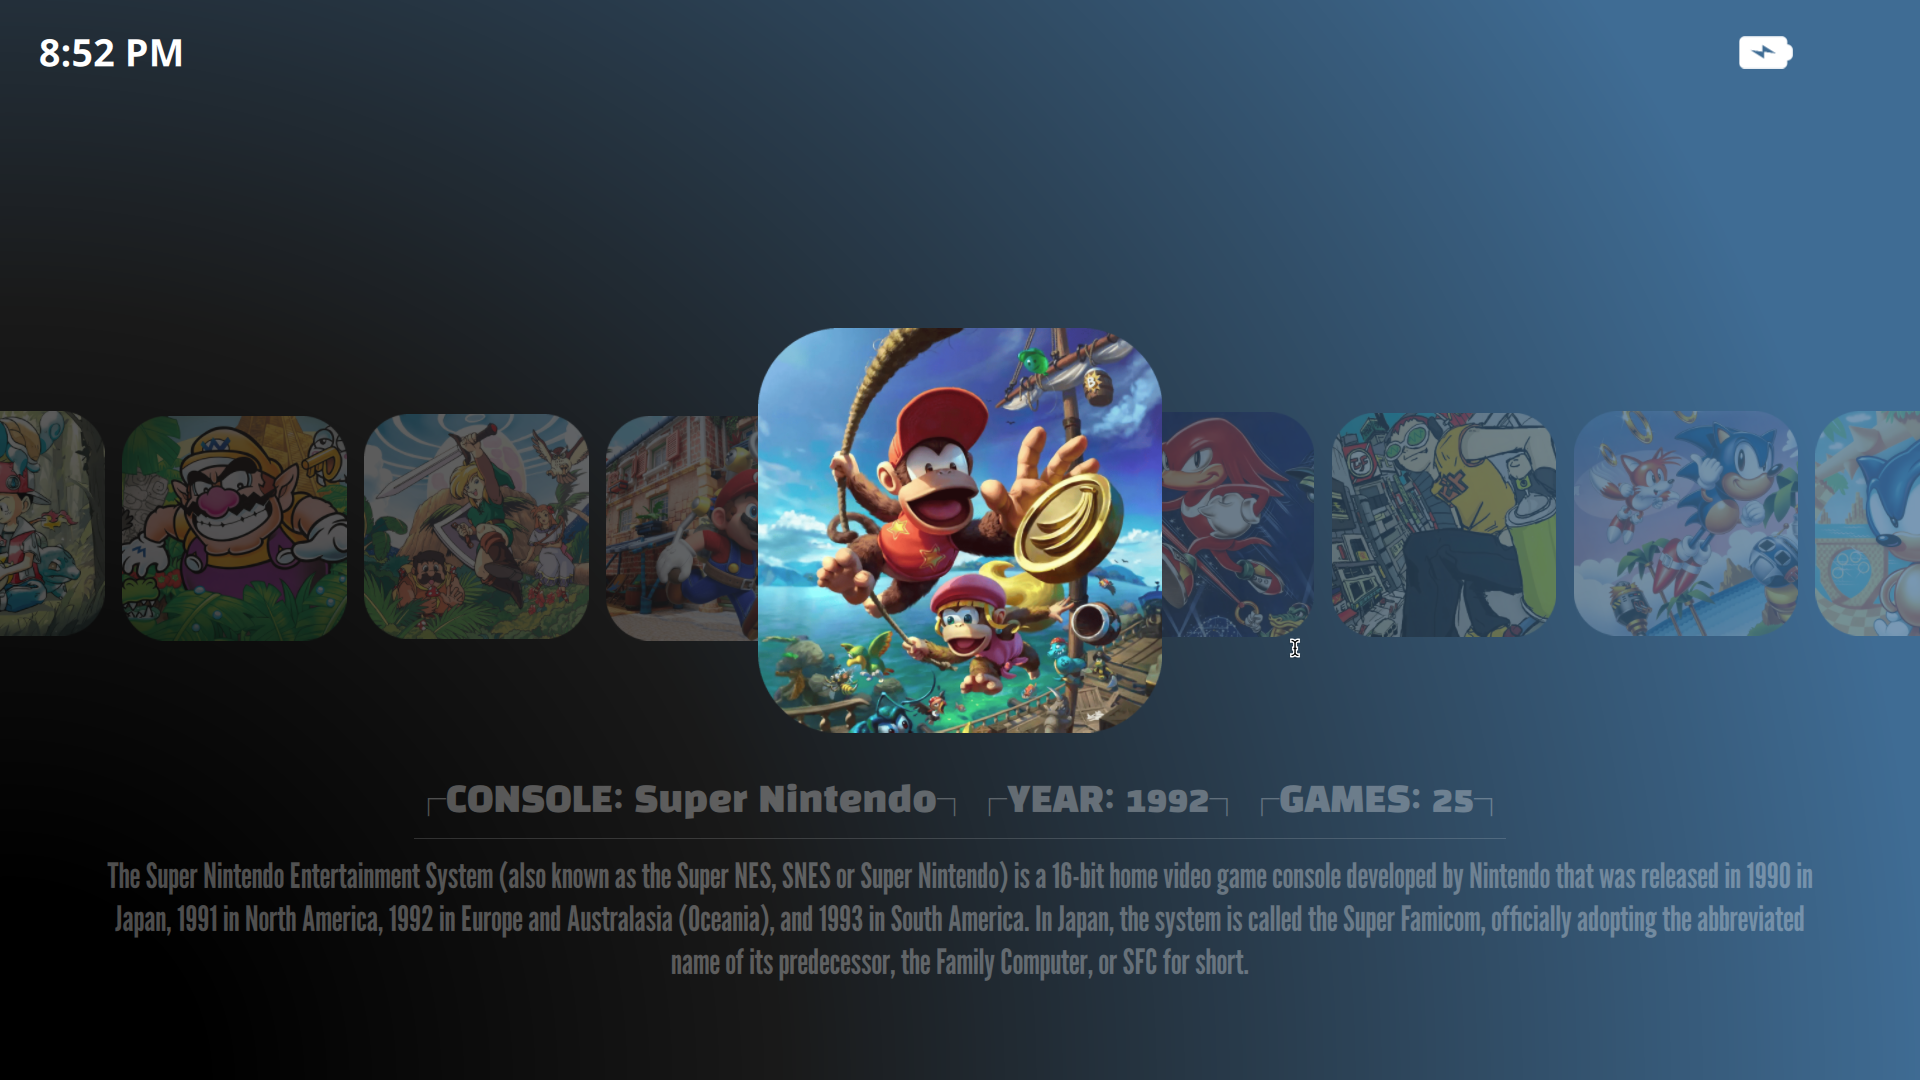 8:52 PM
CONSOLE: Super Nintendo YEAR: 1992 GAMES: 25
The Super Nintendo Entertainment System (also known as the Super NES, SNES or Super Nintendo) is a 16-bit home video game console developed by Nintendo that was released in 1990 in
Japan, 1991 in North America, 1992 in Europe and Australasia (Oceania), and 1993 in South America. In Japan, the system is called the Super Famicom, officially adopting the abbreviated
name of its predecessor, the Family Computer, or SFC for short.